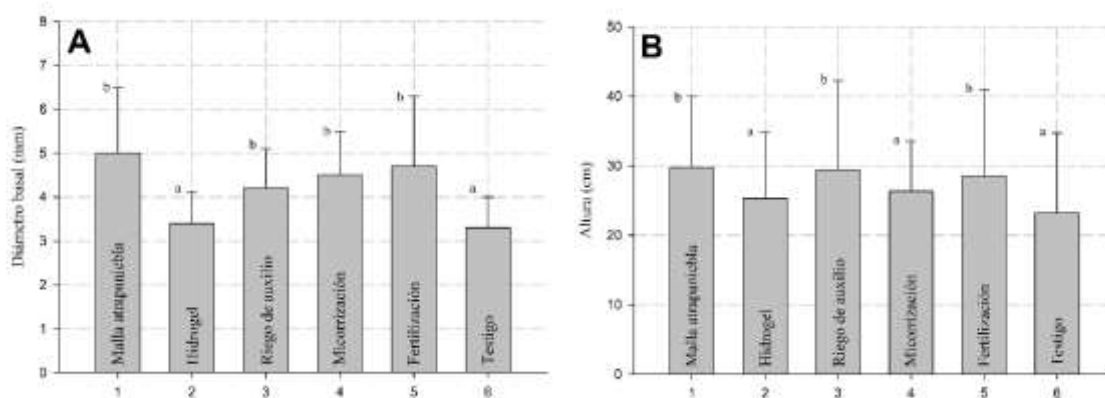 A
Diámetro basal (mm)
8
7
6
5
4
3
2
1
0
b
a
b
b
b
a
Malla atrapaniebla
Hidrogel
Riego de auxilio
Micorrización
Fertilización
Testigo
1
2
3
4
5
6
B
Altura (cm)
50
40
30
20
10
0
b
a
b
a
b
a
Malla atrapaniebla
Hidrogel
Riego de auxilio
Micorrización
Fertilización
Testigo
1
2
3
4
5
6